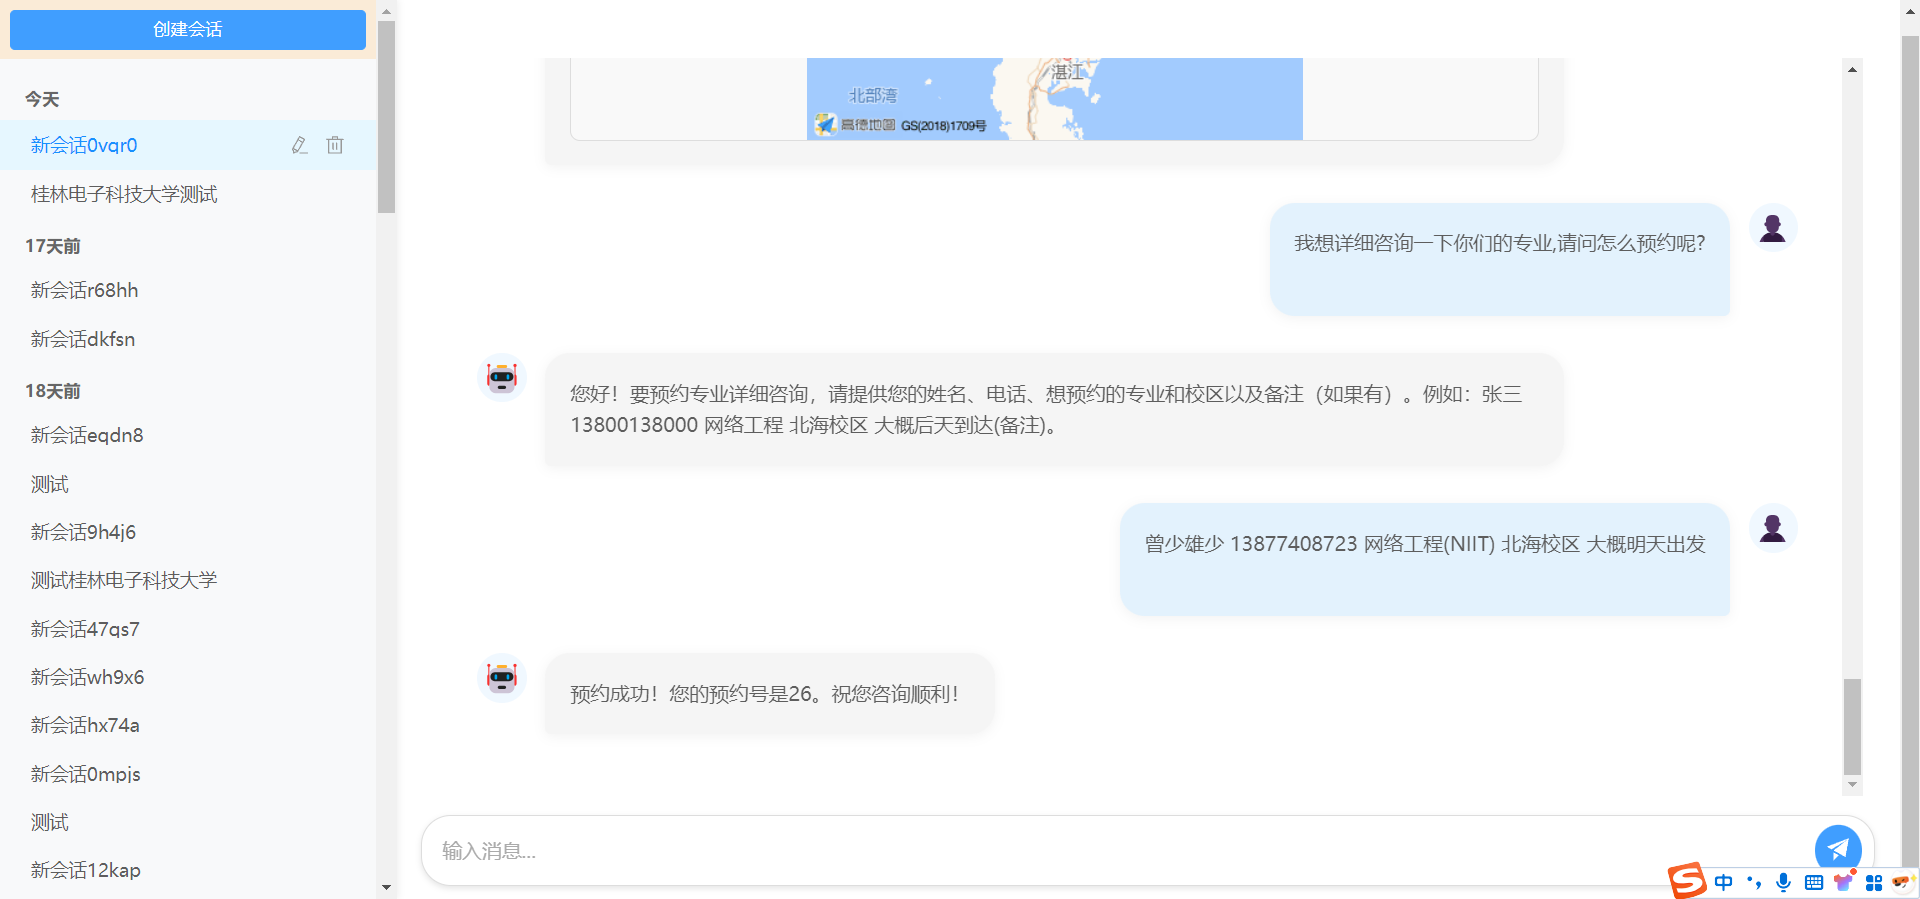 创建会话
今天
新会话0vqr0
桂林电子科技大学测试
17天前
新会话r68hh
新会话dkfsn
18天前
新会话eqdn8
测试
新会话9h4j6
测试桂林电子科技大学
新会话47qs7
新会话wh9x6
新会话hx74a
新会话0mpjs
测试
新会话12kap
湛江
北部湾
高德地图 GS(2018)1709号
我想详细咨询一下你们的专业,请问怎么预约呢?
您好！要预约专业详细咨询，请提供您的姓名、电话、想预约的专业和校区以及备注（如果有）。例如：张三
13800138000 网络工程 北海校区 大概后天到达(备注)。
曾少雄少 13877408723 网络工程(NIIT) 北海校区 大概明天出发
预约成功！您的预约号是26。祝您咨询顺利！
输入消息...
中